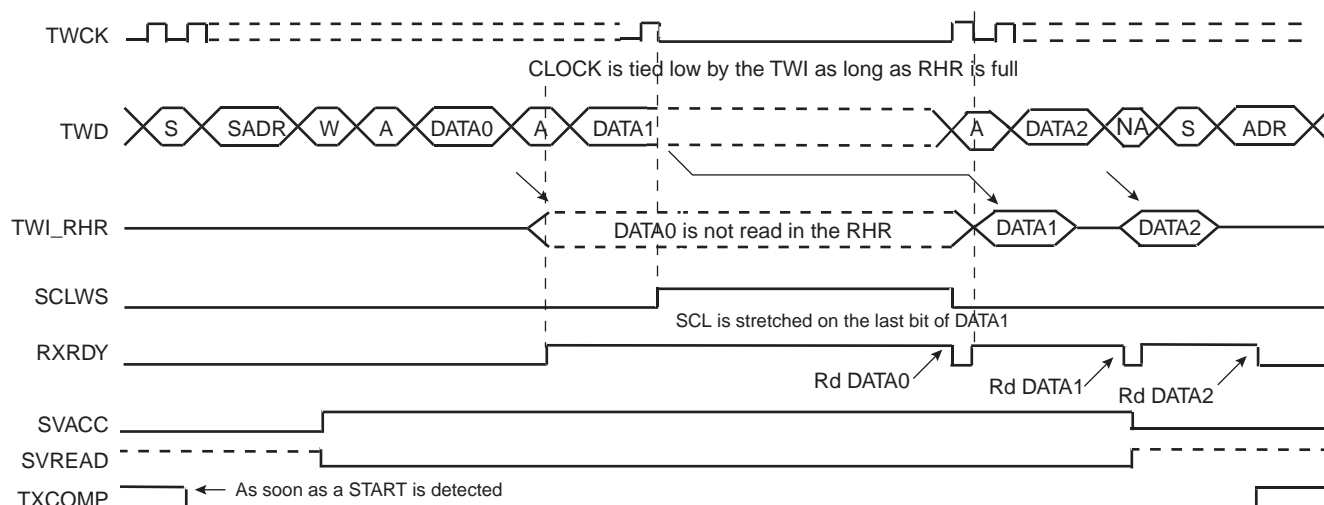 TWCK
CLOCK is tied low by the TWI as long as RHR is full
TWD S SADR W A DATA0 A DATA1 A DATA2 NA S ADR
TWI_RHR DATA0 is not read in the RHR DATA1 DATA2
SCLWS
SCL is stretched on the last bit of DATA1
RXRDY
Rd DATA0 Rd DATA1 Rd DATA2
SVACC
SVREAD
TXCOMP As soon as a START is detected